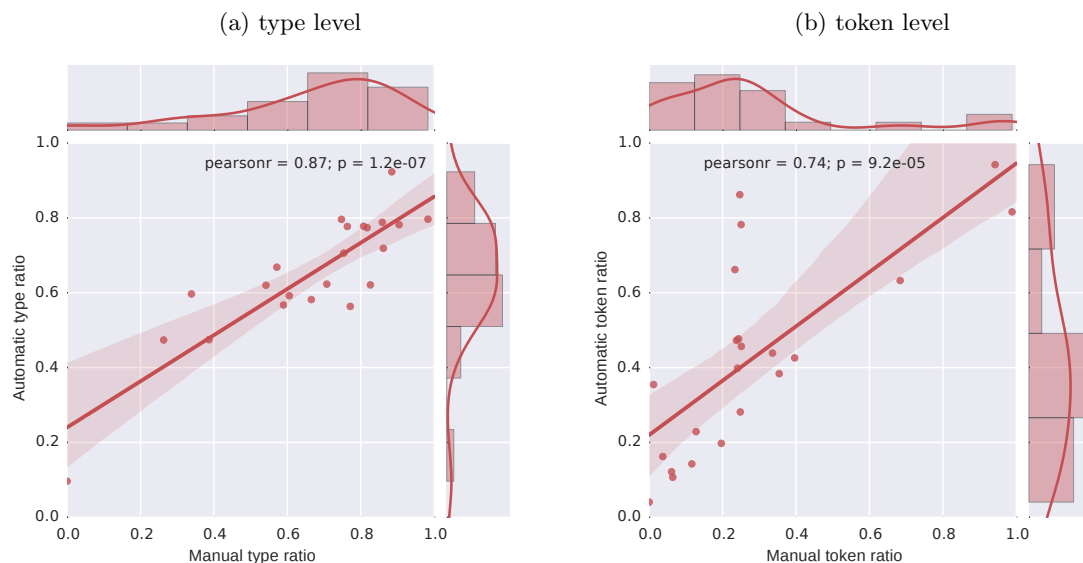 (a) type level
(b) token level
pearsonr = 0.87; p = 1.2e-07
1.0
0.8
0.6
0.4
0.2
0.0
Automatic type ratio
0.0 0.2 0.4 0.6 0.8 1.0
Manual type ratio
pearsonr = 0.74; p = 9.2e-05
1.0
0.8
0.6
0.4
0.2
0.0
Automatic token ratio
0.0 0.2 0.4 0.6 0.8 1.0
Manual token ratio